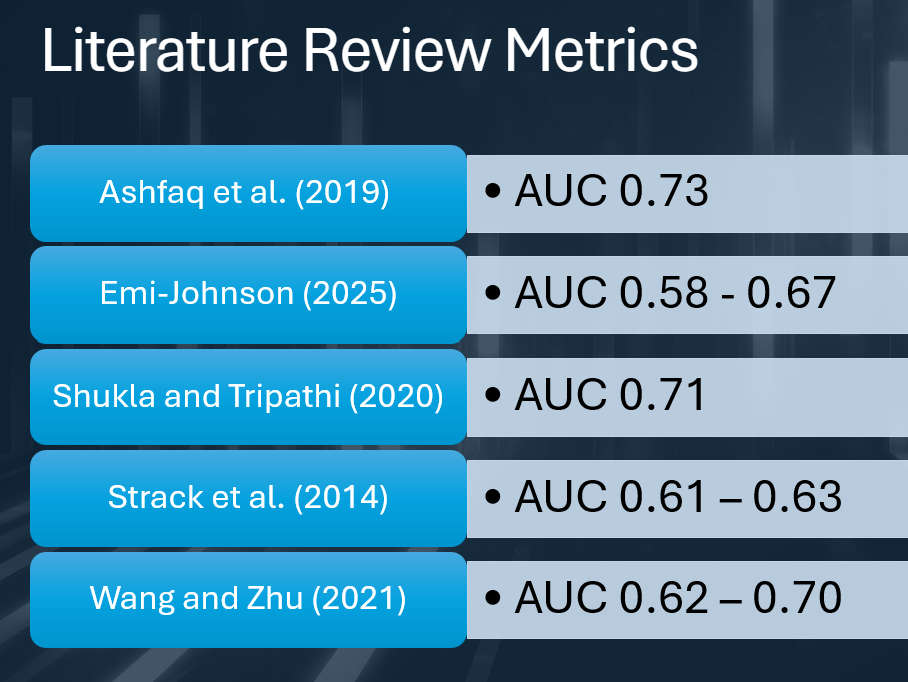 Literature Review Metrics
Ashfaq et al. (2019)
• AUC 0.73
Emi-Johnson (2025)
• AUC 0.58 - 0.67
Shukla and Tripathi (2020)
• AUC 0.71
Strack et al. (2014)
• AUC 0.61 – 0.63
Wang and Zhu (2021)
• AUC 0.62 – 0.70